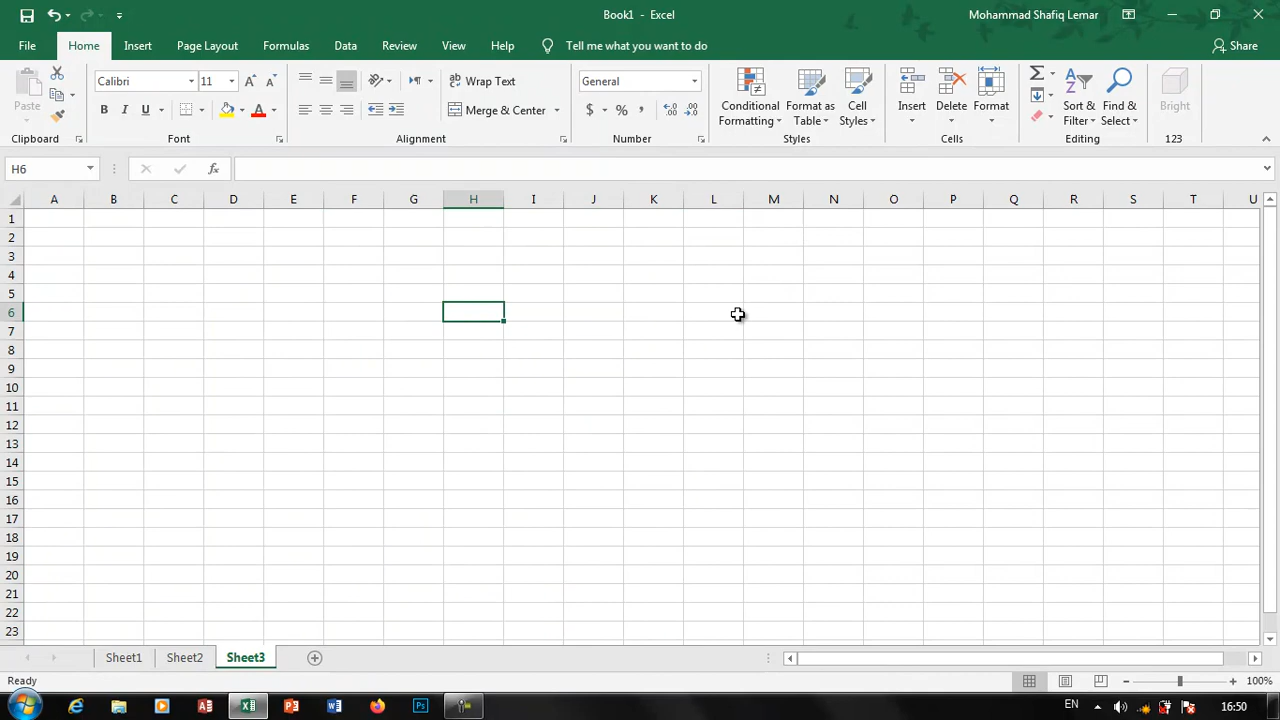 Book1 - Excel
Mohammad Shafiq Lemar
File Home Insert Page Layout Formulas Data Review View Help Tell me what you want to do Share
Paste
Calibri 11
B I U
A A
A
Wrap Text
Merge & Center
General
$ % ,
Conditional Formatting
Format as Table
Cell Styles
Insert
Delete
Format
Σ
Sort & Filter
Find & Select
Bright
Clipboard Font Alignment Number Styles Cells Editing 123
H6 fx
A B C D E F G H I J K L M N O P Q R S T U
1
2
3
4
5
6
7
8
9
10
11
12
13
14
15
16
17
18
19
20
21
22
23
Sheet1 Sheet2 Sheet3
Ready 100%
EN 16:50